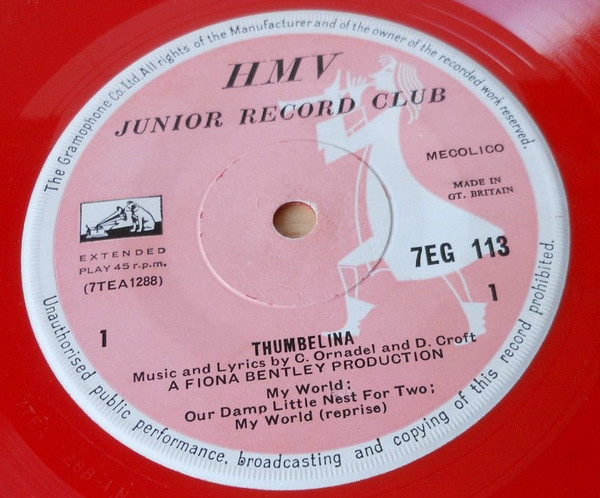 The Gramophone Co. Ltd. All rights of the Manufacturer and of the owner of the recorded work reserved.
HMV
JUNIOR RECORD CLUB
MECOLICO
MADE IN
GT. BRITAIN
EXTENDED
PLAY 45 r.p.m.
(7TEA1288)
7EG 113
1
1
THUMBELINA
Music and Lyrics by C. Ornadel and D. Croft
A FIONA BENTLEY PRODUCTION
My World:
Our Damp Little Nest For Two;
My World (reprise)
Unauthorised public performance, broadcasting and copying of this record prohibited.